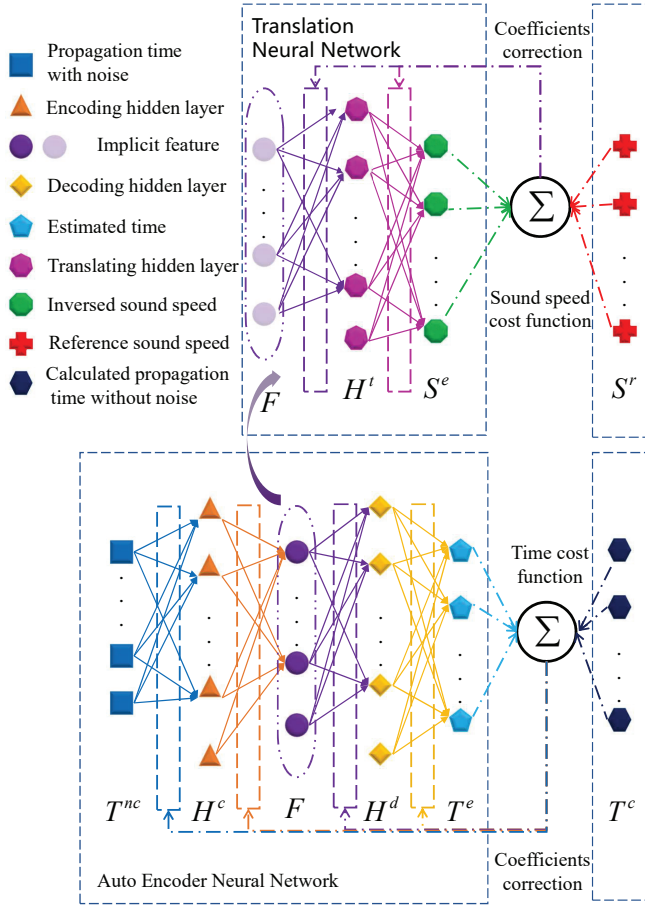 Propagation time
with noise
Encoding hidden layer
Implicit feature
Decoding hidden layer
Estimated time
Translating hidden layer
Inversed sound speed
Reference sound speed
Calculated propagation
time without noise
Translation
Neural Network
Coefficients
correction
Σ
Sound speed
cost function
F
H^t
S^e
S^r
Time cost
function
Σ
T^{nc}
H^c
F
H^d
T^e
T^c
Auto Encoder Neural Network
Coefficients
correction